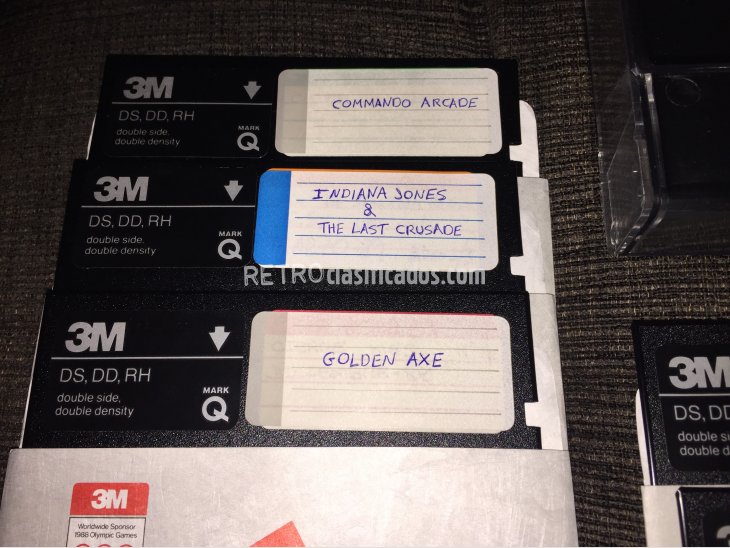 3M
DS, DD, RH
double side,
double density
MARK
Q
COMMANDO ARCADE
3M
DS, DD, RH
double side,
double density
MARK
Q
INDIANA JONES
&
THE LAST CRUSADE
RETROclasificados.com
3M
DS, DD, RH
double side,
double density
MARK
Q
GOLDEN AXE
3M
Worldwide Sponsor
1988 Olympic Games
3M
DS, DD
double si
double d